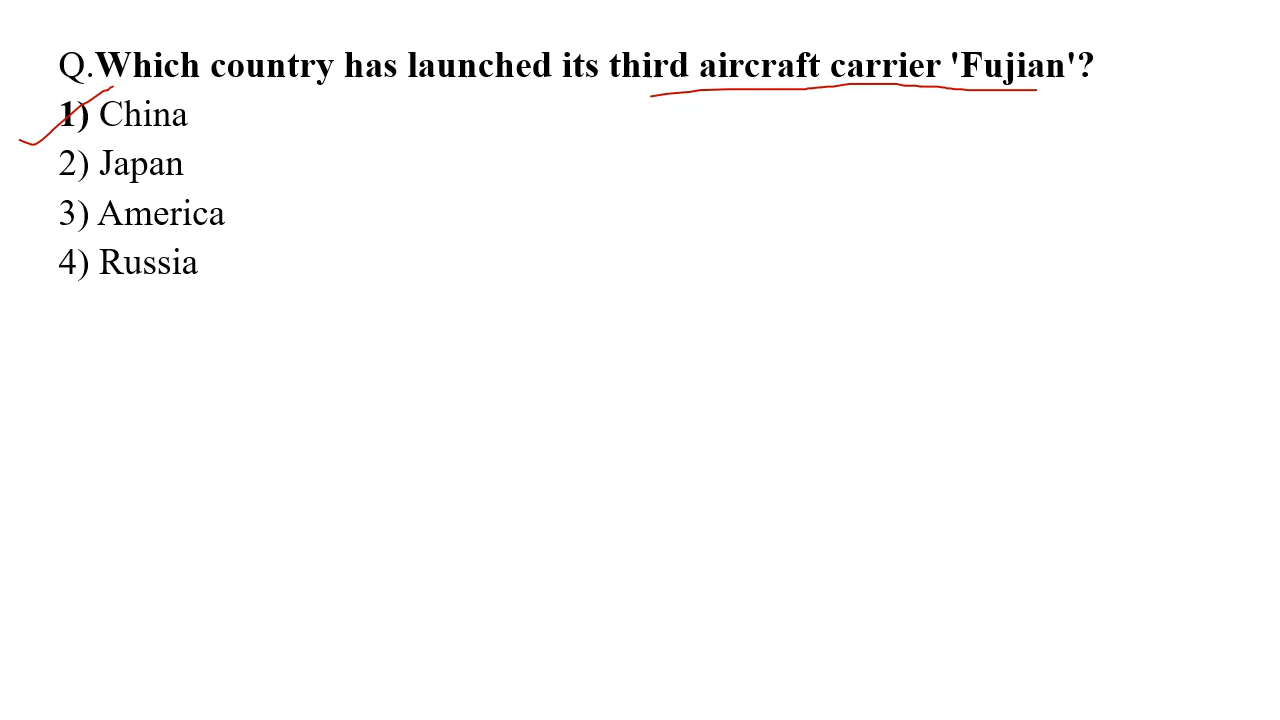 Q.Which country has launched its third aircraft carrier 'Fujian'?
1) China
2) Japan
3) America
4) Russia